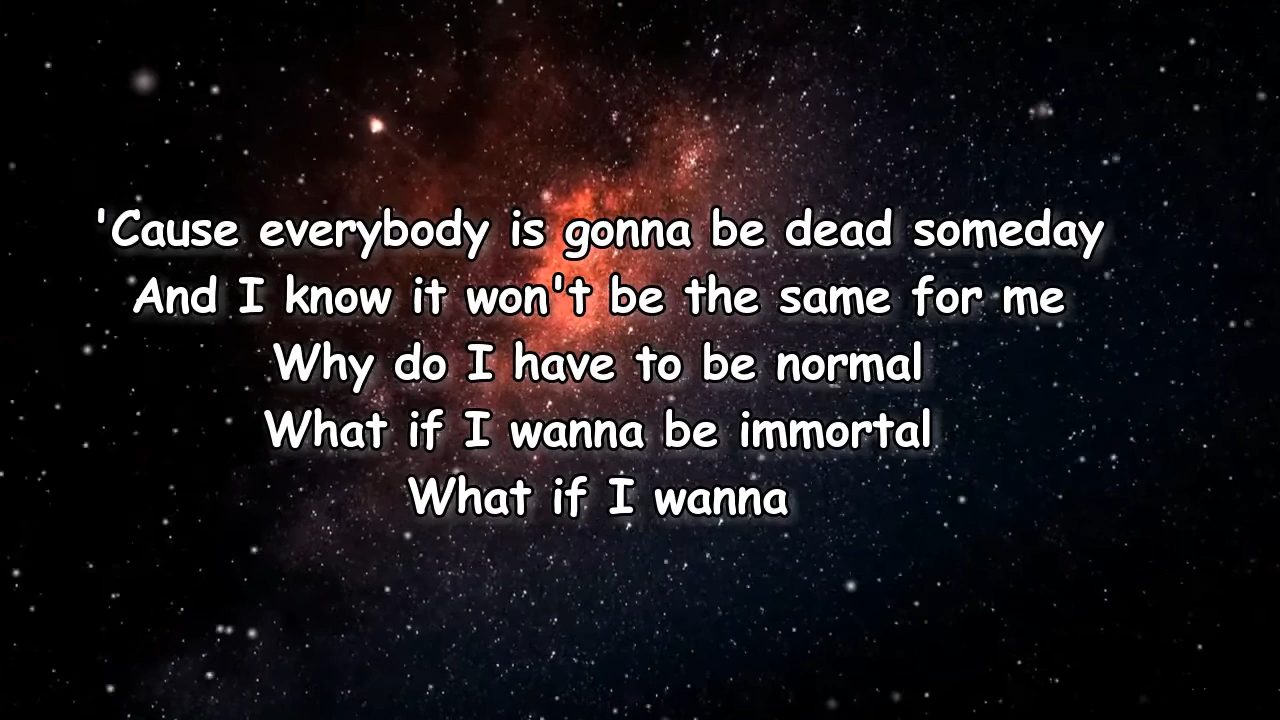 'Cause everybody is gonna be dead someday
And I know it won't be the same for me
Why do I have to be normal
What if I wanna be immortal
What if I wanna